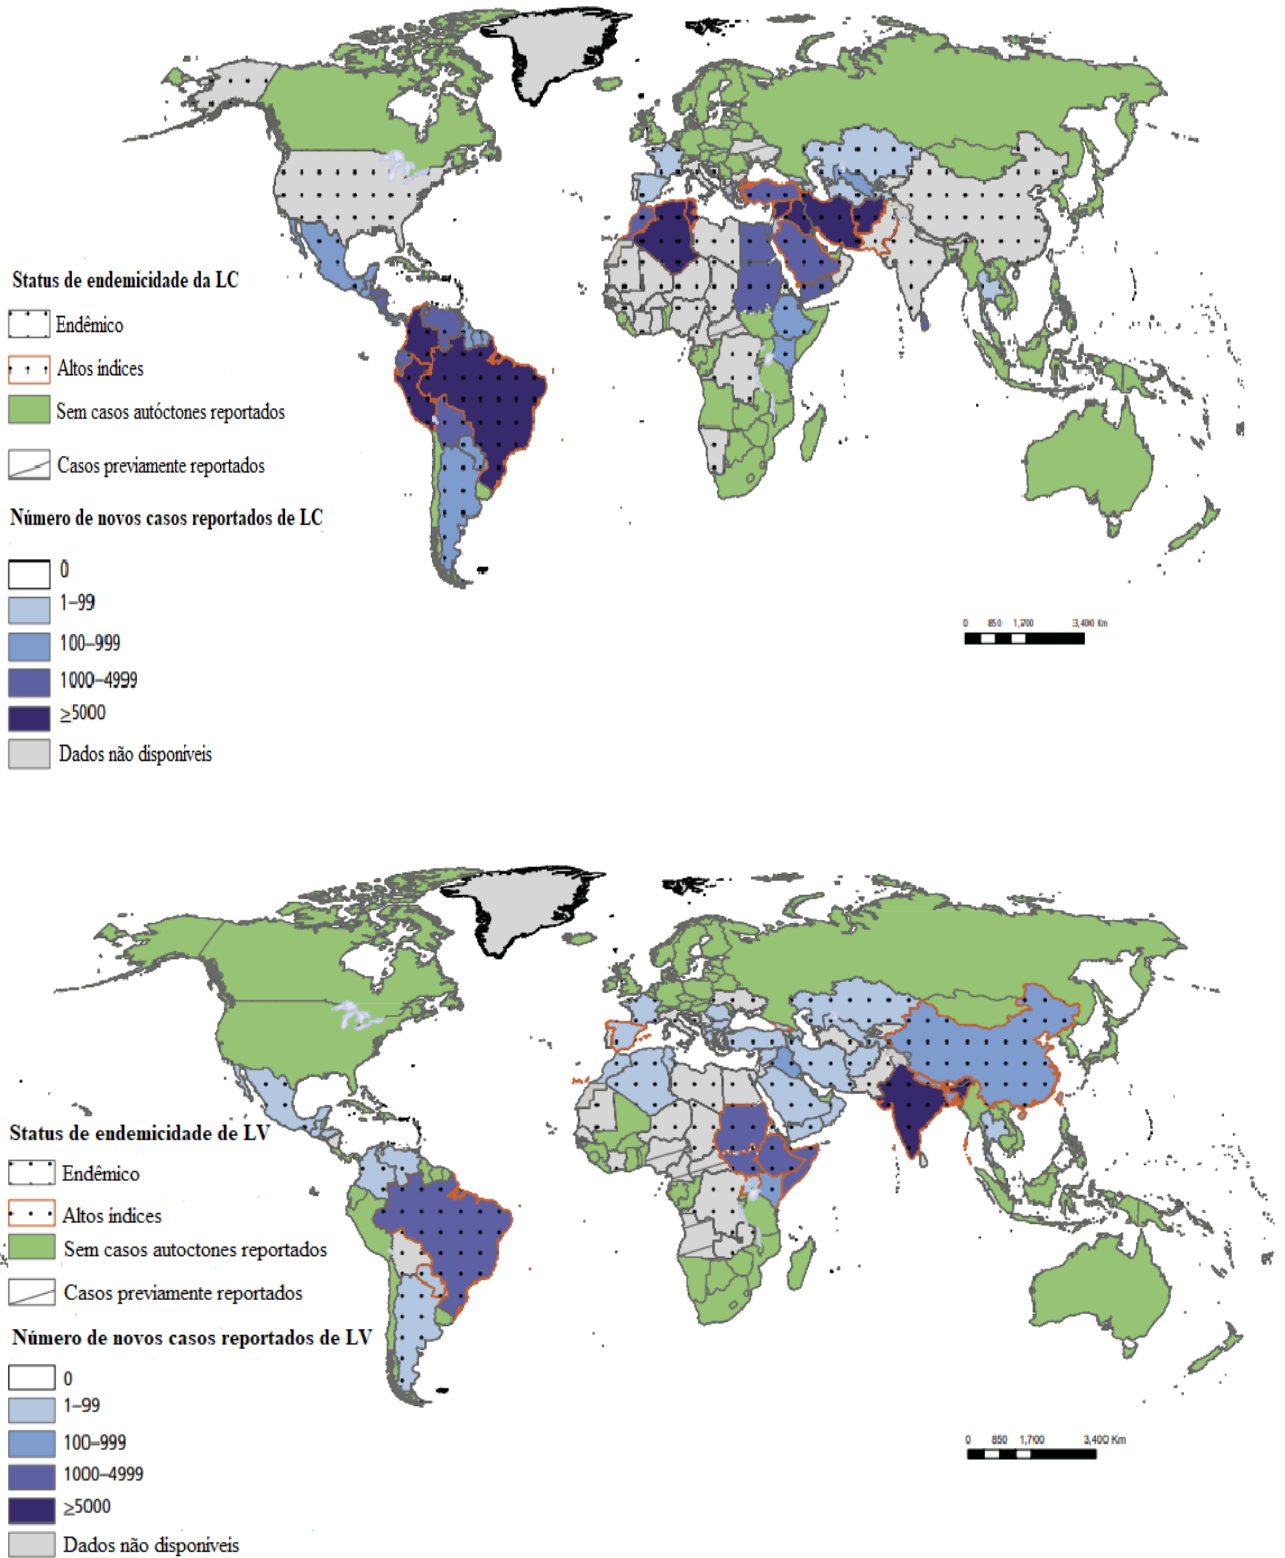 Status de endemicidade da LC
Endêmico
Altos índices
Sem casos autóctones reportados
Casos previamente reportados
Número de novos casos reportados de LC
0
1–99
100–999
1000–4999
≥5000
Dados não disponíveis
0 850 1,700 3,400 Km
Status de endemicidade de LV
Endêmico
Altos índices
Sem casos autoctones reportados
Casos previamente reportados
Número de novos casos reportados de LV
0
1–99
100–999
1000–4999
≥5000
Dados não disponíveis
0 850 1,700 3,400 Km